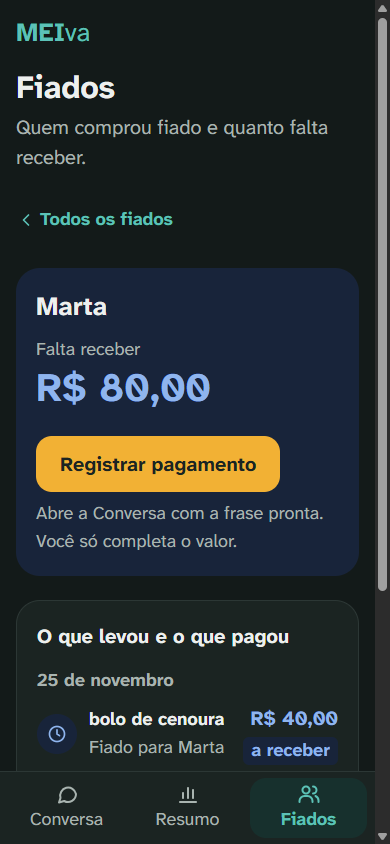 MEIva
Fiados
Quem comprou fiado e quanto falta
receber.
Todos os fiados
Marta
Falta receber
R$ 80,00
Registrar pagamento
Abre a Conversa com a frase pronta.
Você só completa o valor.
O que levou e o que pagou
25 de novembro
bolo de cenoura R$ 40,00
Fiado para Marta a receber
Conversa Resumo Fiados